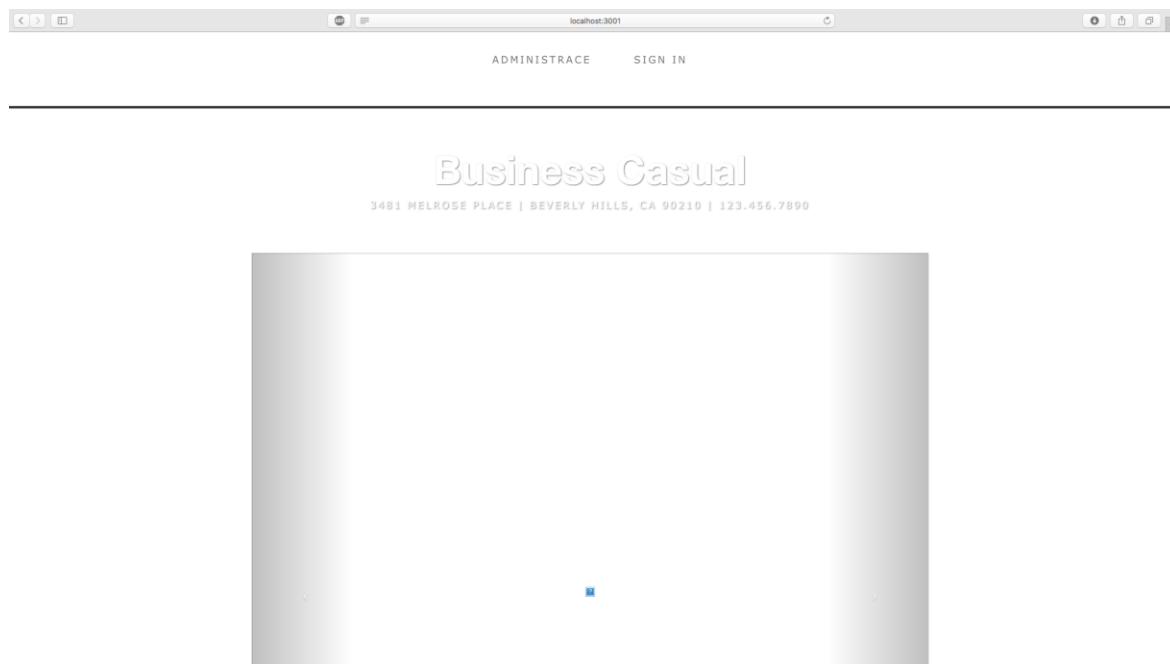 localhost:3001
ADMINISTRACE SIGN IN
Business Casual
3481 MELROSE PLACE | BEVERLY HILLS, CA 90210 | 123.456.7890